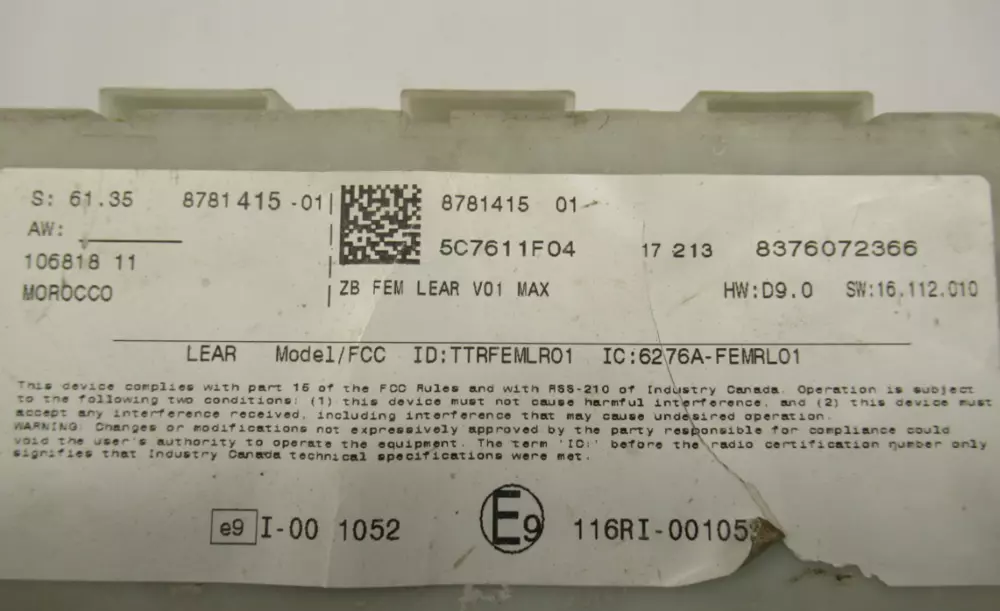 S: 61.35 8781415 -01
AW:
106818 11
MOROCCO
8781415 01
5C7611F04 17 213 8376072366
ZB FEM LEAR V01 MAX HW:D9.0 SW:16.112.010
LEAR Model/FCC ID:TTRFEMLR01 IC:6276A-FEMRL01
This device complies with part 15 of the FCC Rules and with RSS-210 of Industry Canada. Operation is subject
to the following two conditions: (1) this device must not cause harmful interference, and (2) this device must
accept any interference received, including interference that may cause undesired operation.
WARNING: Changes or modifications not expressively approved by the party responsible for compliance could
void the user's authority to operate the equipment. The term 'IC:' before the radio certification number only
signifies that Industry Canada technical specifications were met.
e9 I-00 1052
E9 116RI-00105